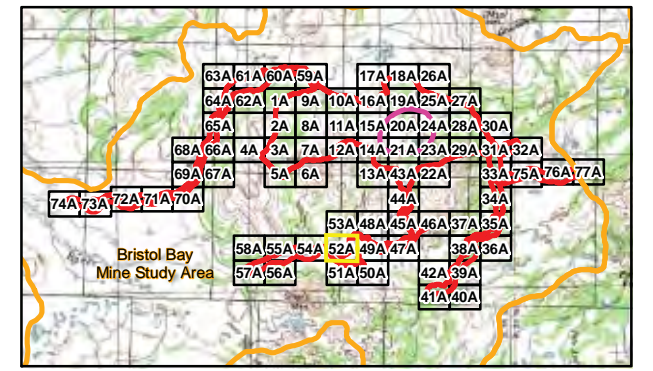 63A 61A 60A 59A 17A 18A 26A
64A 62A 1A 9A 10A 16A 19A 25A 27A
65A 2A 8A 11A 15A 20A 24A 28A 30A
68A 66A 4A 3A 7A 12A 14A 21A 23A 29A 31A 32A
69A 67A 5A 6A 13A 43A 22A 33A 75A 76A 77A
74A 73A 72A 71A 70A 44A 34A
53A 48A 45A 46A 37A 35A
58A 55A 54A 52A 49A 47A 38A 36A
57A 56A 51A 50A 42A 39A
41A 40A
Bristol Bay
Mine Study Area